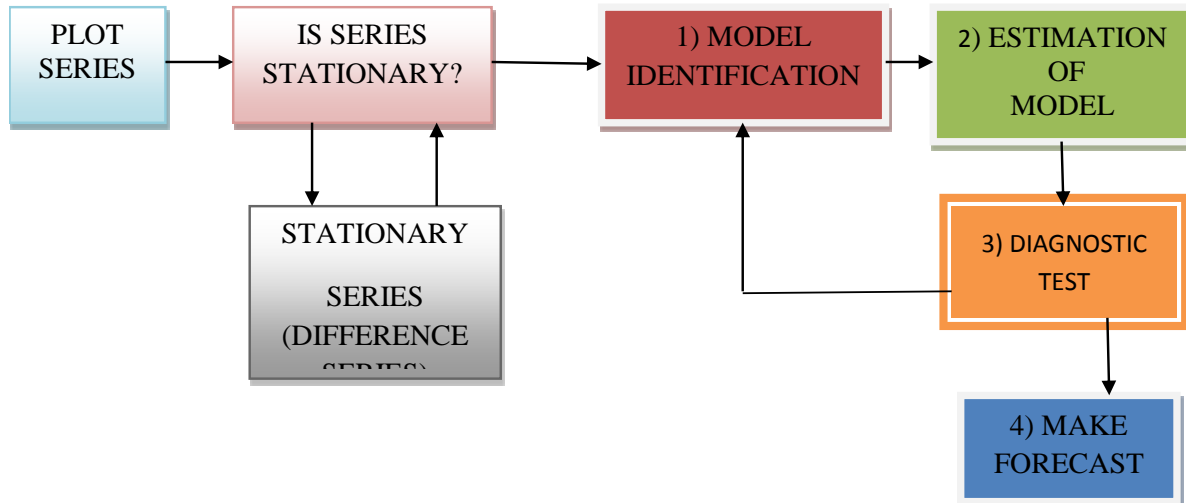 PLOT
SERIES
IS SERIES
STATIONARY?
1) MODEL
IDENTIFICATION
2) ESTIMATION
OF
MODEL
STATIONARY
SERIES
(DIFFERENCE
SERIES)
3) DIAGNOSTIC
TEST
4) MAKE
FORECAST